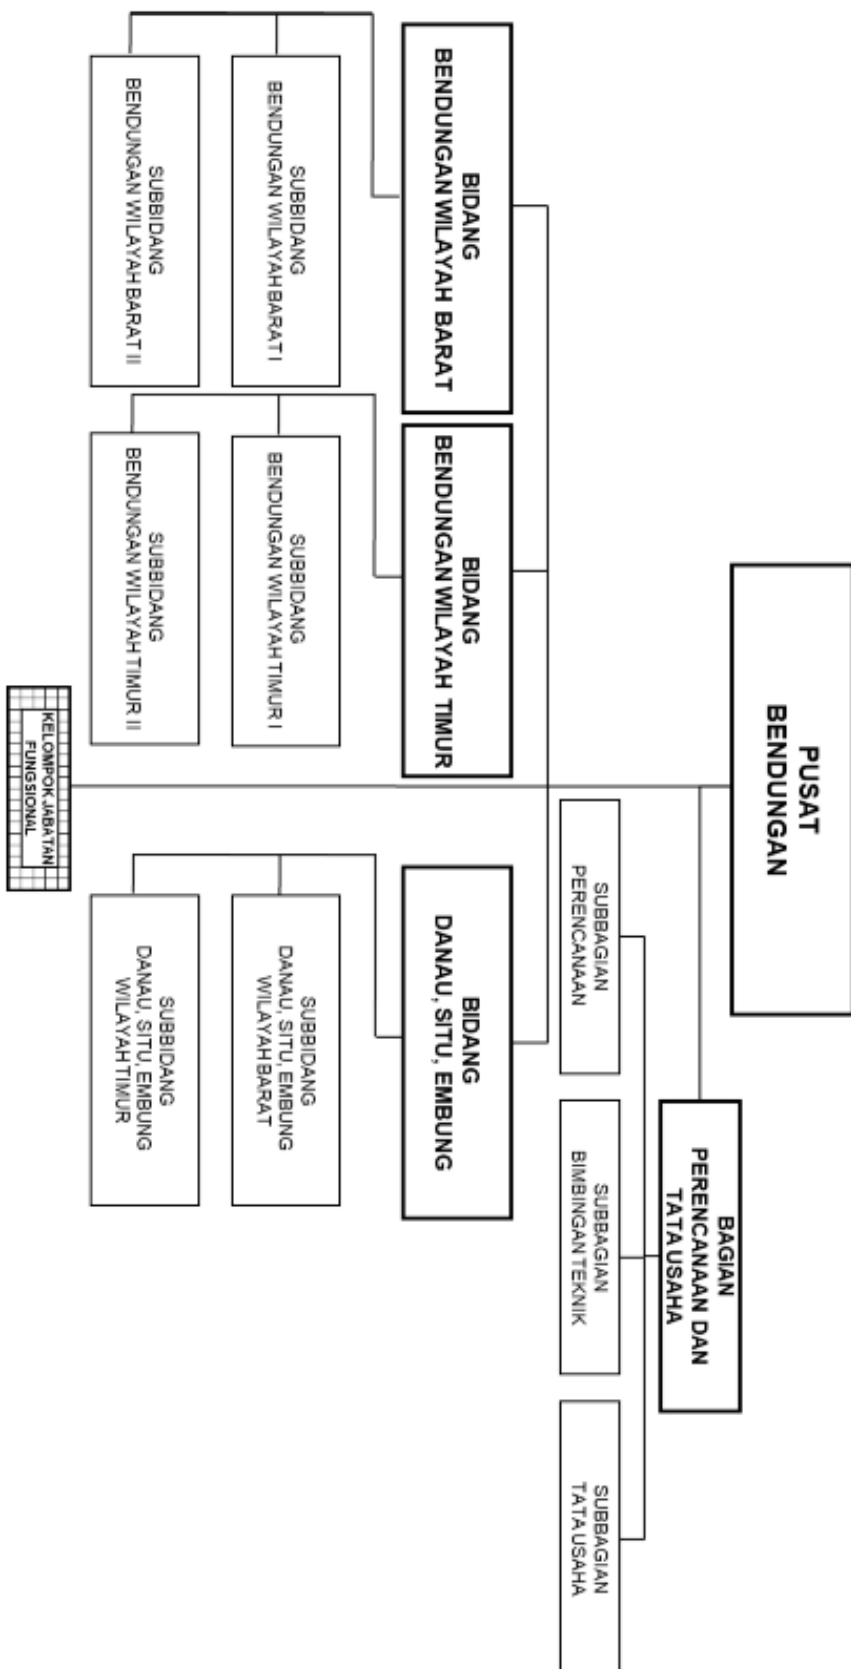 PUSAT
BENDUNGAN
BAGIAN
PERENCANAAN DAN
TATA USAHA
SUBBAGIAN
PERENCANAAN
SUBBAGIAN
BIMBINGAN TEKNIK
SUBBAGIAN
TATA USAHA
BIDANG
BENDUNGAN WILAYAH BARAT
BIDANG
BENDUNGAN WILAYAH TIMUR
BIDANG
DANAU, SITU, EMBUNG
SUBBIDANG
BENDUNGAN WILAYAH BARAT I
SUBBIDANG
BENDUNGAN WILAYAH TIMUR I
SUBBIDANG
DANAU, SITU, EMBUNG
WILAYAH BARAT
SUBBIDANG
BENDUNGAN WILAYAH BARAT II
SUBBIDANG
BENDUNGAN WILAYAH TIMUR II
SUBBIDANG
DANAU, SITU, EMBUNG
WILAYAH TIMUR
KELOMPOK JABATAN
FUNGSIONAL